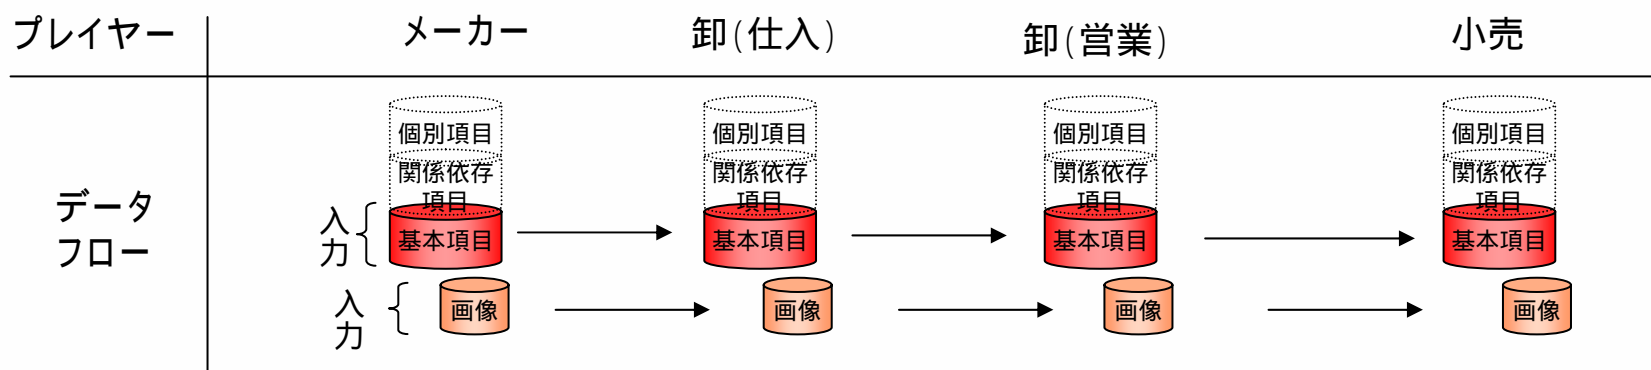 プレイヤー
メーカー
卸(仕入)
卸(営業)
小売
データ
フロー
個別項目
関係依存
項目
入力
基本項目
入力
画像
個別項目
関係依存
項目
基本項目
画像
個別項目
関係依存
項目
基本項目
画像
個別項目
関係依存
項目
基本項目
画像